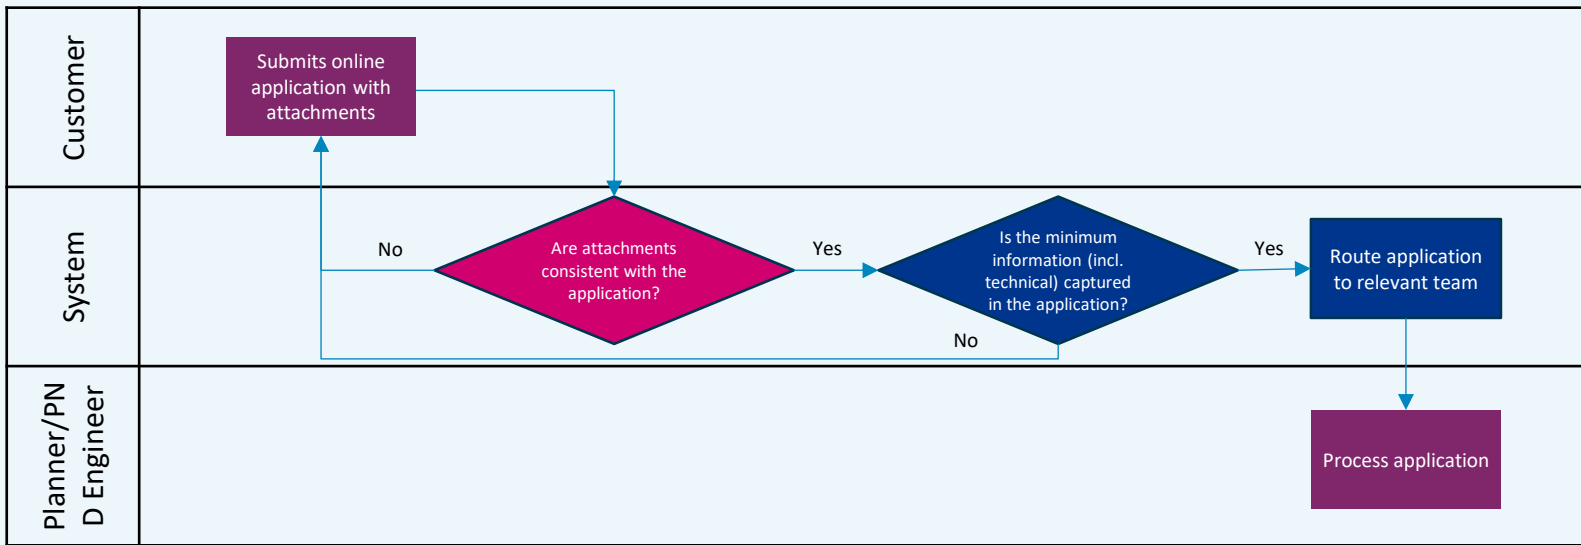 Customer
Submits online
application with
attachments
System
No
Are attachments
consistent with the
application?
Yes
Is the minimum
information (incl.
technical) captured
in the application?
Yes
Route application
to relevant team
No
Planner/PN
D Engineer
Process application